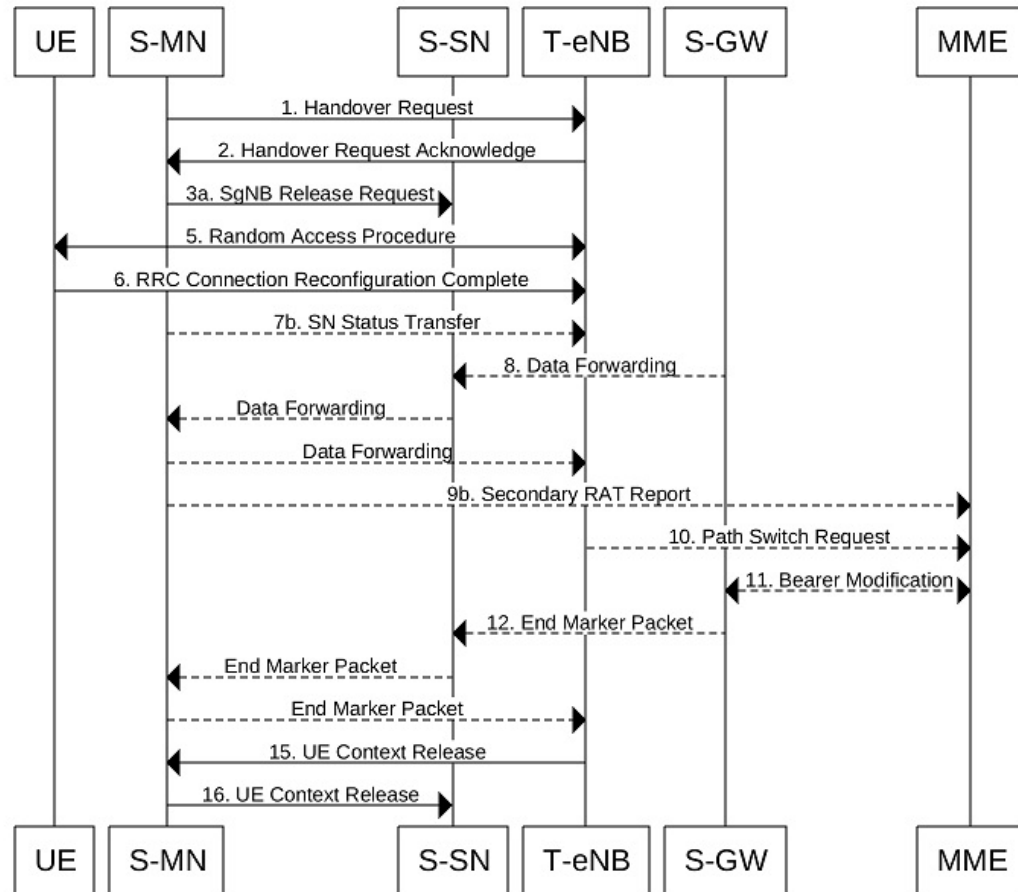 UE S-MN S-SN T-eNB S-GW MME
1. Handover Request
2. Handover Request Acknowledge
3a. SgNB Release Request
5. Random Access Procedure
6. RRC Connection Reconfiguration Complete
7b. SN Status Transfer
8. Data Forwarding
Data Forwarding
Data Forwarding
9b. Secondary RAT Report
10. Path Switch Request
11. Bearer Modification
12. End Marker Packet
End Marker Packet
End Marker Packet
15. UE Context Release
16. UE Context Release
UE S-MN S-SN T-eNB S-GW MME